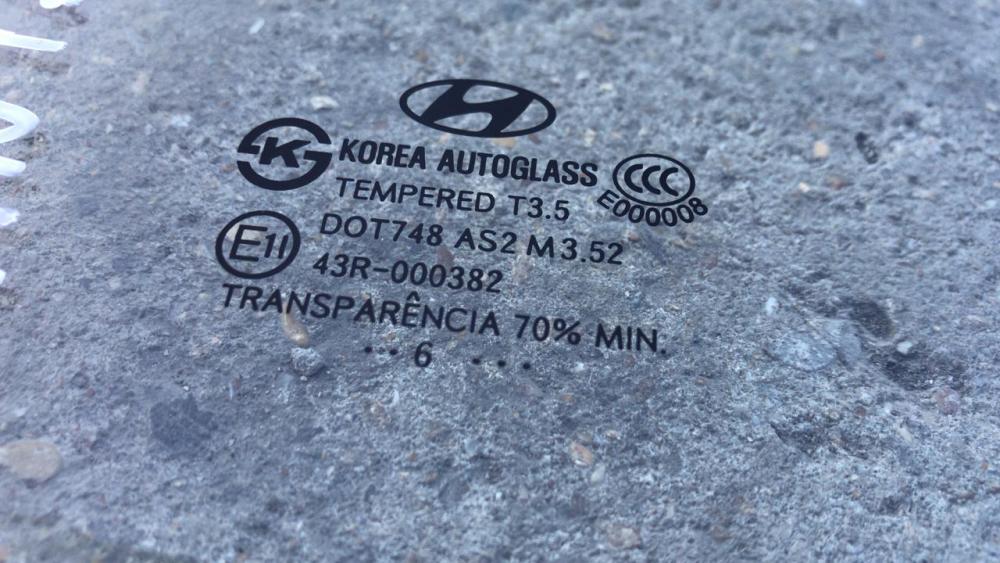 KOREA AUTOGLASS
CCC
E000008
TEMPERED T3.5
E11
DOT748 AS2 M3.52
43R-000382
TRANSPARÊNCIA 70% MIN.
·· 6 ···